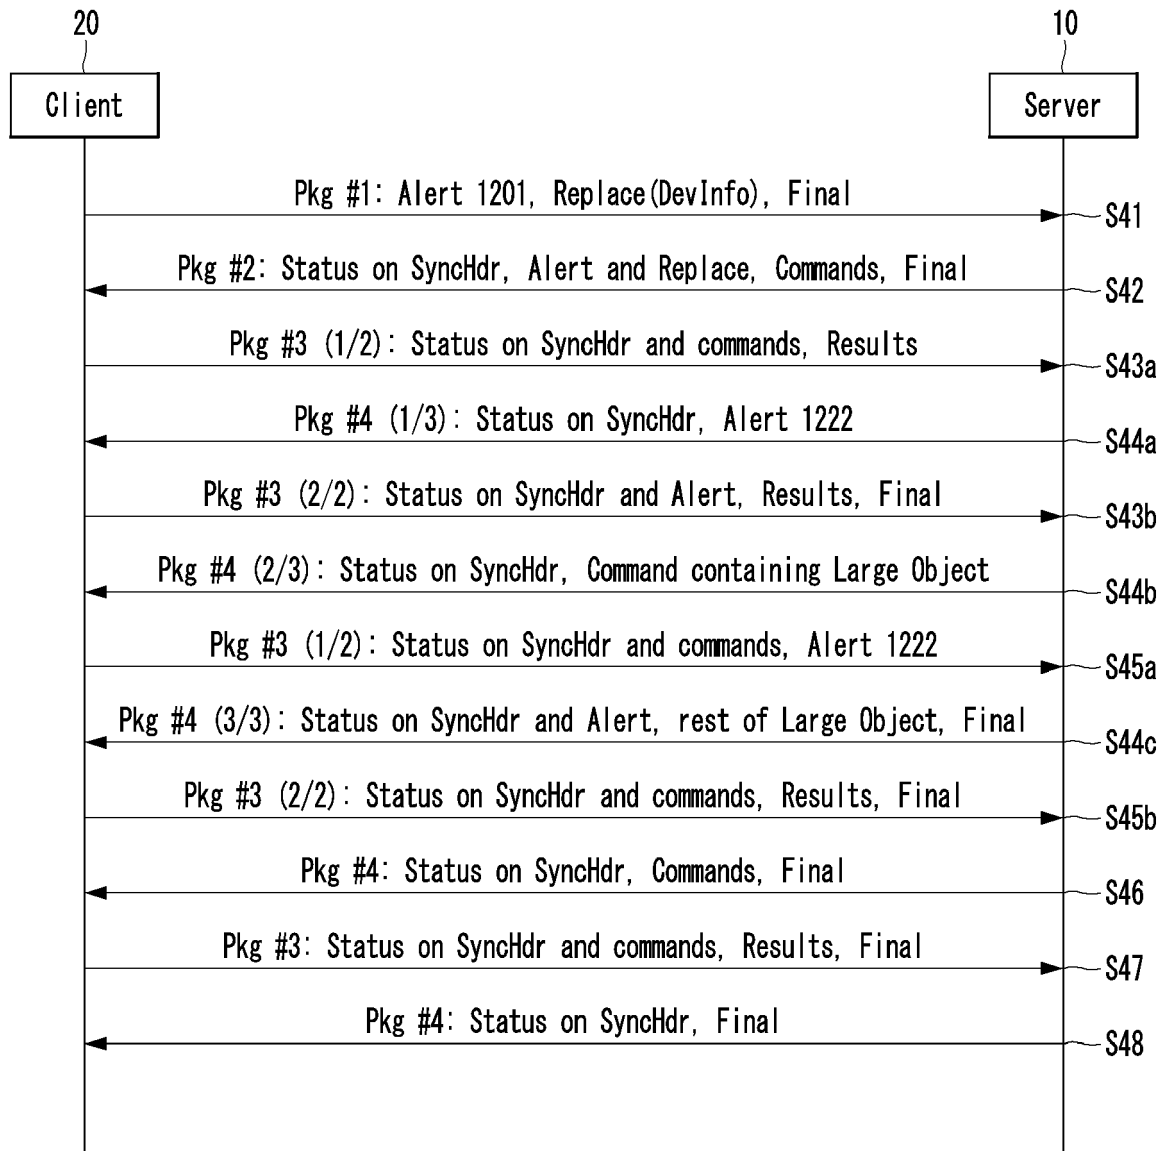 20 10
Client Server
Pkg #1: Alert 1201, Replace(DevInfo), Final
S41
Pkg #2: Status on SyncHdr, Alert and Replace, Commands, Final
S42
Pkg #3 (1/2): Status on SyncHdr and commands, Results
S43a
Pkg #4 (1/3): Status on SyncHdr, Alert 1222
S44a
Pkg #3 (2/2): Status on SyncHdr and Alert, Results, Final
S43b
Pkg #4 (2/3): Status on SyncHdr, Command containing Large Object
S44b
Pkg #3 (1/2): Status on SyncHdr and commands, Alert 1222
S45a
Pkg #4 (3/3): Status on SyncHdr and Alert, rest of Large Object, Final
S44c
Pkg #3 (2/2): Status on SyncHdr and commands, Results, Final
S45b
Pkg #4: Status on SyncHdr, Commands, Final
S46
Pkg #3: Status on SyncHdr and commands, Results, Final
S47
Pkg #4: Status on SyncHdr, Final
S48